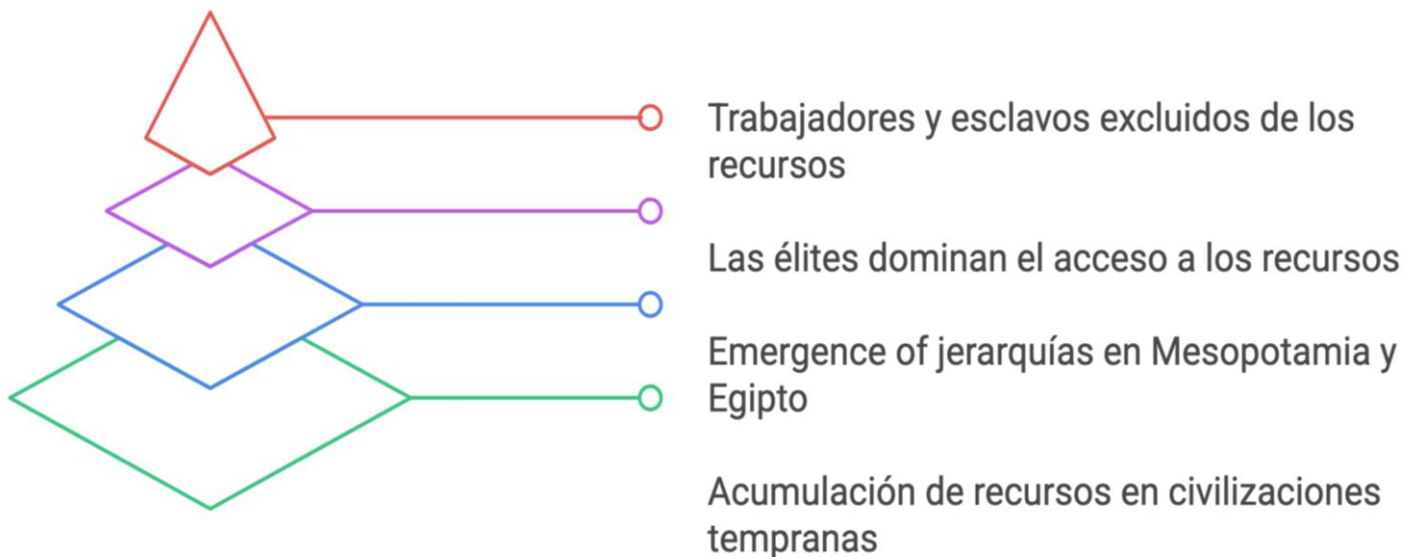 Trabajadores y esclavos excluidos de los
recursos
Las élites dominan el acceso a los recursos
Emergence of jerarquías en Mesopotamia y
Egipto
Acumulación de recursos en civilizaciones
tempranas